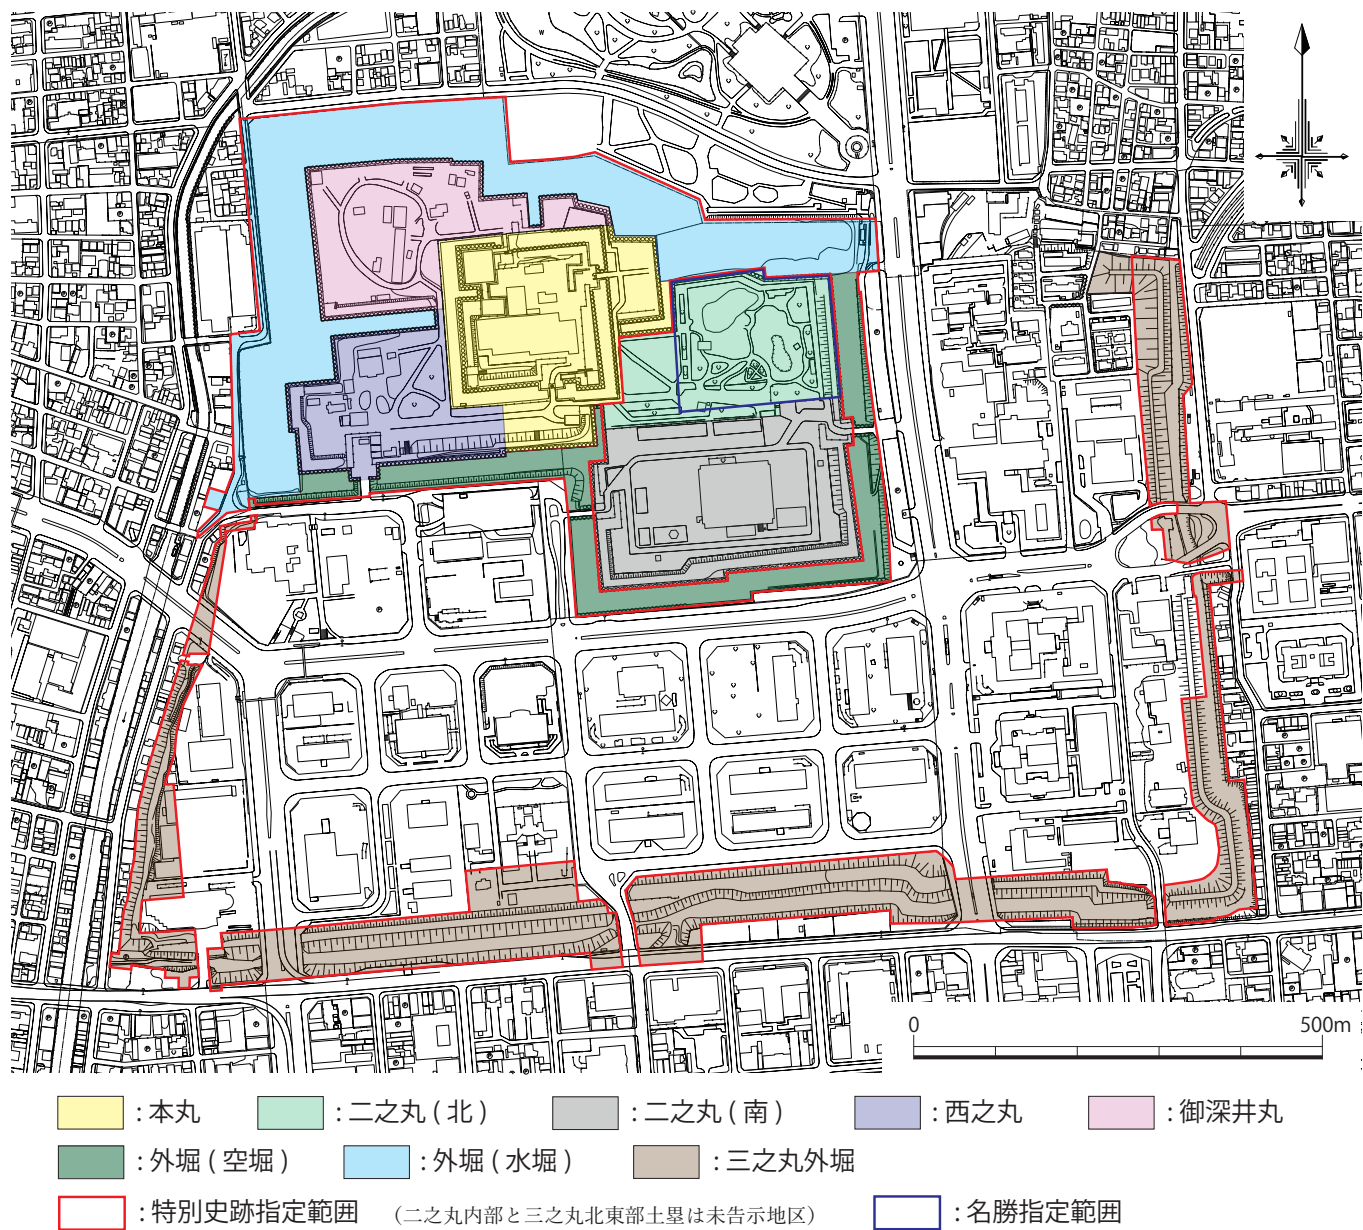 0 500m
:本丸 :二之丸(北) :二之丸(南) :西之丸 :御深井丸
:外堀(空堀) :外堀(水堀) :三之丸外堀
:特別史跡指定範囲 (二之丸内部と三之丸北東部土塁は未告示地区) :名勝指定範囲